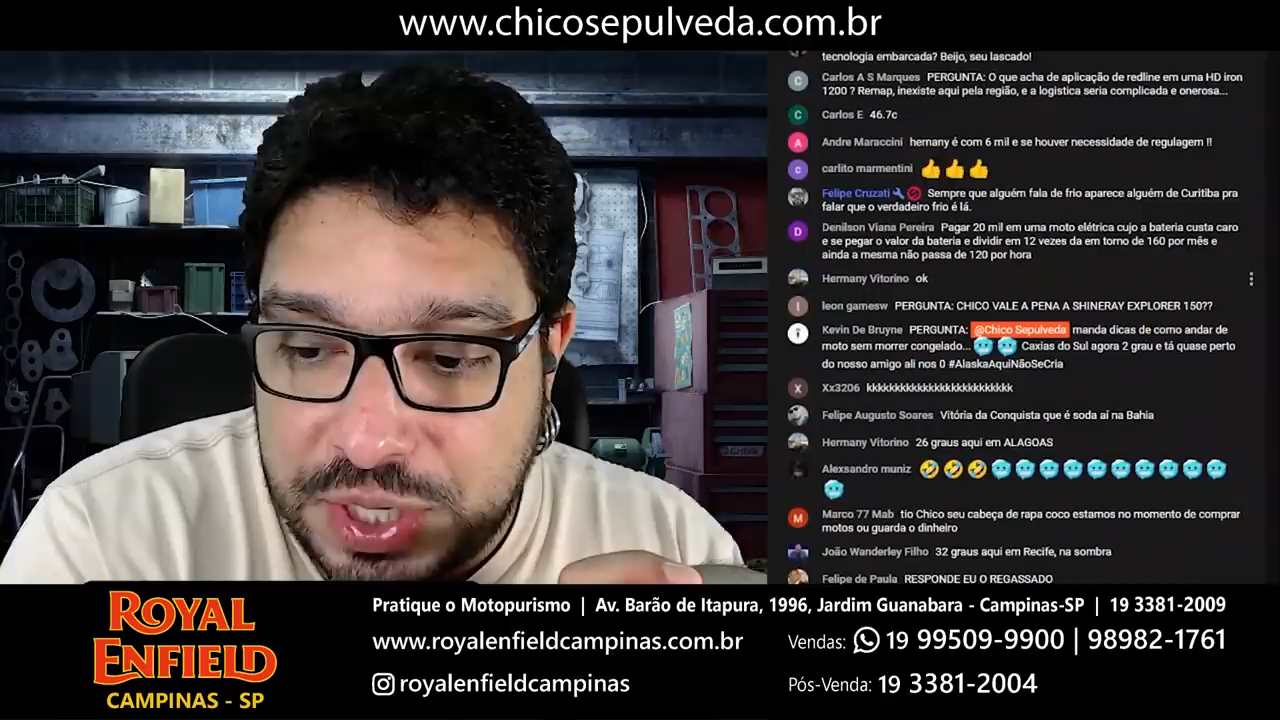 www.chicosepulveda.com.br
tecnologia embarcada? Beijo, seu lascado!
Carlos A S Marques PERGUNTA: O que acha de aplicação de redline em uma HD iron
1200 ? Remap, inexiste aqui pela região, e a logistica seria complicada e onerosa...
Carlos E 46.7c
Andre Maraccini hernany é com 6 mil e se houver necessidade de regulagem !!
carlito marmentini 👍👍👍
Felipe Cruzati Sempre que alguém fala de frio aparece alguém de Curitiba pra
falar que o verdadeiro frio é lá.
Denilson Viana Pereira Pagar 20 mil em uma moto elétrica cujo a bateria custa caro
e se pegar o valor da bateria e dividir em 12 vezes da em torno de 160 por mês e
ainda a mesma não passa de 120 por hora
Hermany Vitorino ok
leon gamesw PERGUNTA: CHICO VALE A PENA A SHINERAY EXPLORER 150??
Kevin De Bruyne PERGUNTA: @Chico Sepulveda manda dicas de como andar de
moto sem morrer congelado... 🥶🥶 Caxias do Sul agora 2 grau e tá quase perto
do nosso amigo ali nos 0 #AlaskaAquiNãoSeCria
Xx3206 kkkkkkkkkkkkkkkkkkkkkkkkkk
Felipe Augusto Soares Vitória da Conquista que é soda aí na Bahia
Hermany Vitorino 26 graus aqui em ALAGOAS
Alexsandro muniz 🤣🤣🤣🥶🥶🥶🥶🥶🥶🥶🥶🥶🥶
🥶
Marco 77 Mab tio Chico seu cabeça de rapa coco estamos no momento de comprar
motos ou guarda o dinheiro
João Wanderley Filho 32 graus aqui em Recife, na sombra
Felipe de Paula RESPONDE EU O REGASSADO
ROYAL
ENFIELD
CAMPINAS - SP
Pratique o Motopurismo | Av. Barão de Itapura, 1996, Jardim Guanabara - Campinas-SP | 19 3381-2009
www.royalenfieldcampinas.com.br
Vendas: 19 99509-9900 | 98982-1761
royalenfieldcampinas
Pós-Venda: 19 3381-2004